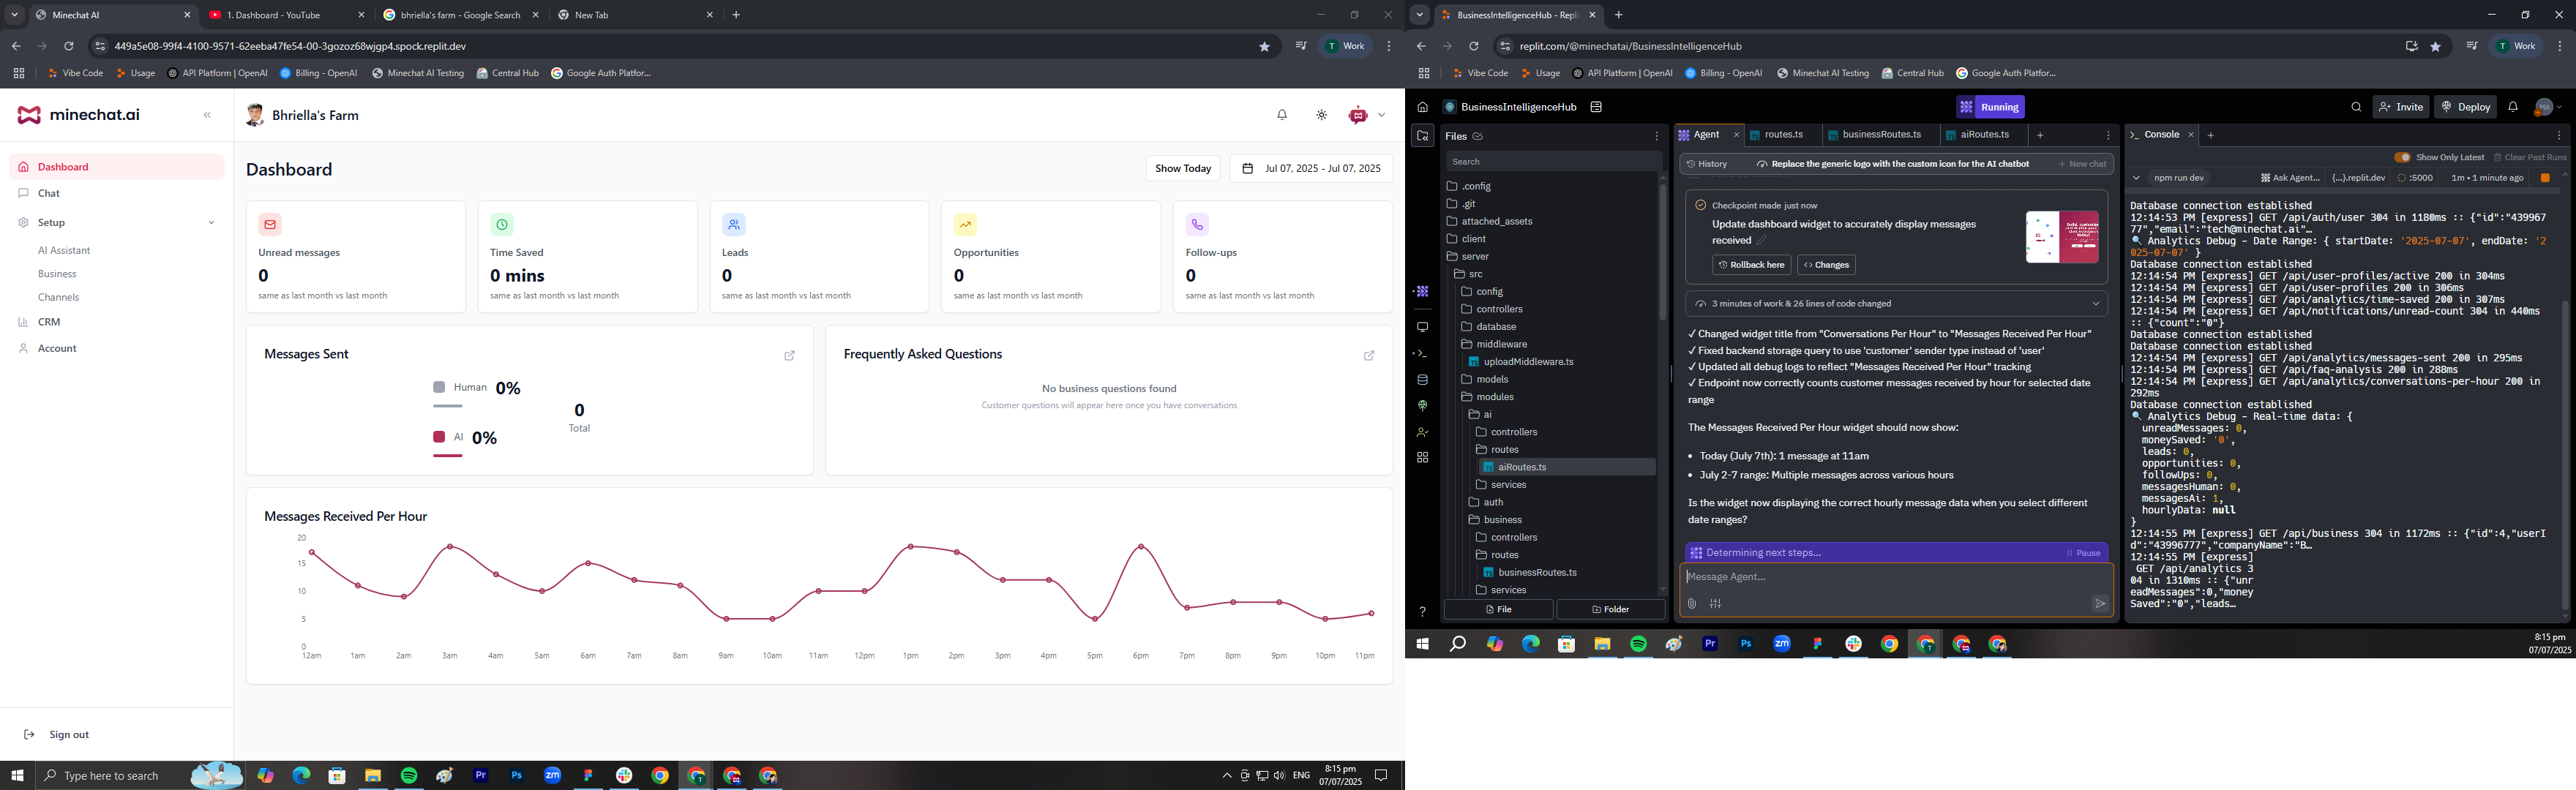 Minechat AI
1. Dashboard - YouTube
bhriella's farm - Google Search
New Tab
449a5e08-99f4-4100-9571-62eeba47fe54-00-3gozoz68wjgp4.spock.replit.dev
T Work
Vibe Code
Usage
API Platform | OpenAI
Billing - OpenAI
Minechat AI Testing
Central Hub
Google Auth Platfor...
minechat.ai
Bhriella's Farm
Dashboard
Chat
Setup
AI Assistant
Business
Channels
CRM
Account
Sign out
Dashboard
Show Today
Jul 07, 2025 - Jul 07, 2025
Unread messages
0
same as last month vs last month
Time Saved
0 mins
same as last month vs last month
Leads
0
same as last month vs last month
Opportunities
0
same as last month vs last month
Follow-ups
0
same as last month vs last month
Messages Sent
Human 0%
AI 0%
0
Total
Frequently Asked Questions
No business questions found
Customer questions will appear here once you have conversations
Messages Received Per Hour
20
15
10
5
0
12am 1am 2am 3am 4am 5am 6am 7am 8am 9am 10am 11am 12pm 1pm 2pm 3pm 4pm 5pm 6pm 7pm 8pm 9pm 10pm 11pm
Type here to search
Pr
Ps
zm
ENG
8:15 pm
07/07/2025
BusinessIntelligenceHub - Repl
replit.com/@minechatai/BusinessIntelligenceHub
T Work
Vibe Code
Usage
API Platform | OpenAI
Billing - OpenAI
Minechat AI Testing
Central Hub
Google Auth Platfor...
BusinessIntelligenceHub
Running
Invite
Deploy
MA
Files
Search
.config
.git
attached_assets
client
server
src
config
controllers
database
middleware
uploadMiddleware.ts
models
modules
ai
controllers
routes
aiRoutes.ts
services
auth
business
controllers
routes
businessRoutes.ts
services
File
Folder
Agent
routes.ts
businessRoutes.ts
aiRoutes.ts
History
Replace the generic logo with the custom icon for the AI chatbot
New chat
Checkpoint made just now
Update dashboard widget to accurately display messages
received
Rollback here
Changes
3 minutes of work & 26 lines of code changed
✓ Changed widget title from "Conversations Per Hour" to "Messages Received Per Hour"
✓ Fixed backend storage query to use 'customer' sender type instead of 'user'
✓ Updated all debug logs to reflect "Messages Received Per Hour" tracking
✓ Endpoint now correctly counts customer messages received by hour for selected date
range
The Messages Received Per Hour widget should now show:
• Today (July 7th): 1 message at 11am
• July 2-7 range: Multiple messages across various hours
Is the widget now displaying the correct hourly message data when you select different
date ranges?
Determining next steps...
Pause
Message Agent...
Console
Show Only Latest
Clear Past Runs
npm run dev
Ask Agent...
{...}.replit.dev
:5000
1m • 1 minute ago
Database connection established
12:14:53 PM [express] GET /api/auth/user 304 in 1180ms :: {"id":"439967
77","email":"tech@minechat.ai"…
🔍 Analytics Debug - Date Range: { startDate: '2025-07-07', endDate: '2
025-07-07' }
Database connection established
12:14:54 PM [express] GET /api/user-profiles/active 200 in 304ms
12:14:54 PM [express] GET /api/user-profiles 200 in 306ms
12:14:54 PM [express] GET /api/analytics/time-saved 200 in 307ms
12:14:54 PM [express] GET /api/notifications/unread-count 304 in 440ms
:: {"count":"0"}
Database connection established
Database connection established
12:14:54 PM [express] GET /api/analytics/messages-sent 200 in 295ms
12:14:54 PM [express] GET /api/faq-analysis 200 in 288ms
12:14:54 PM [express] GET /api/analytics/conversations-per-hour 200 in
292ms
Database connection established
🔍 Analytics Debug - Real-time data: {
unreadMessages: 0,
moneySaved: '0',
leads: 0,
opportunities: 0,
followUps: 0,
messagesHuman: 0,
messagesAi: 1,
hourlyData: null
}
12:14:55 PM [express] GET /api/business 304 in 1172ms :: {"id":4,"userI
d":"43996777","companyName":"B…
12:14:55 PM [express]
GET /api/analytics 3
04 in 1310ms :: {"unr
eadMessages":0,"money
Saved":"0","leads…
Pr
Ps
zm
8:15 pm
07/07/2025